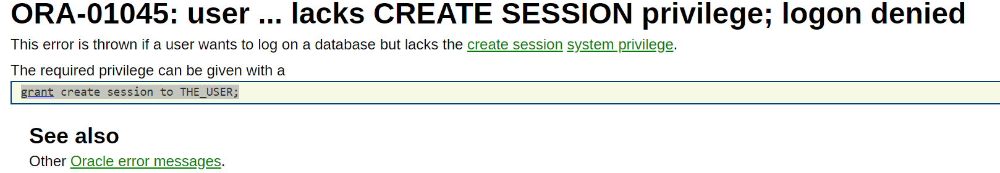 ORA-01045: user ... lacks CREATE SESSION privilege; logon denied
This error is thrown if a user wants to log on a database but lacks the create session system privilege.
The required privilege can be given with a
grant create session to THE_USER;
See also
Other Oracle error messages.